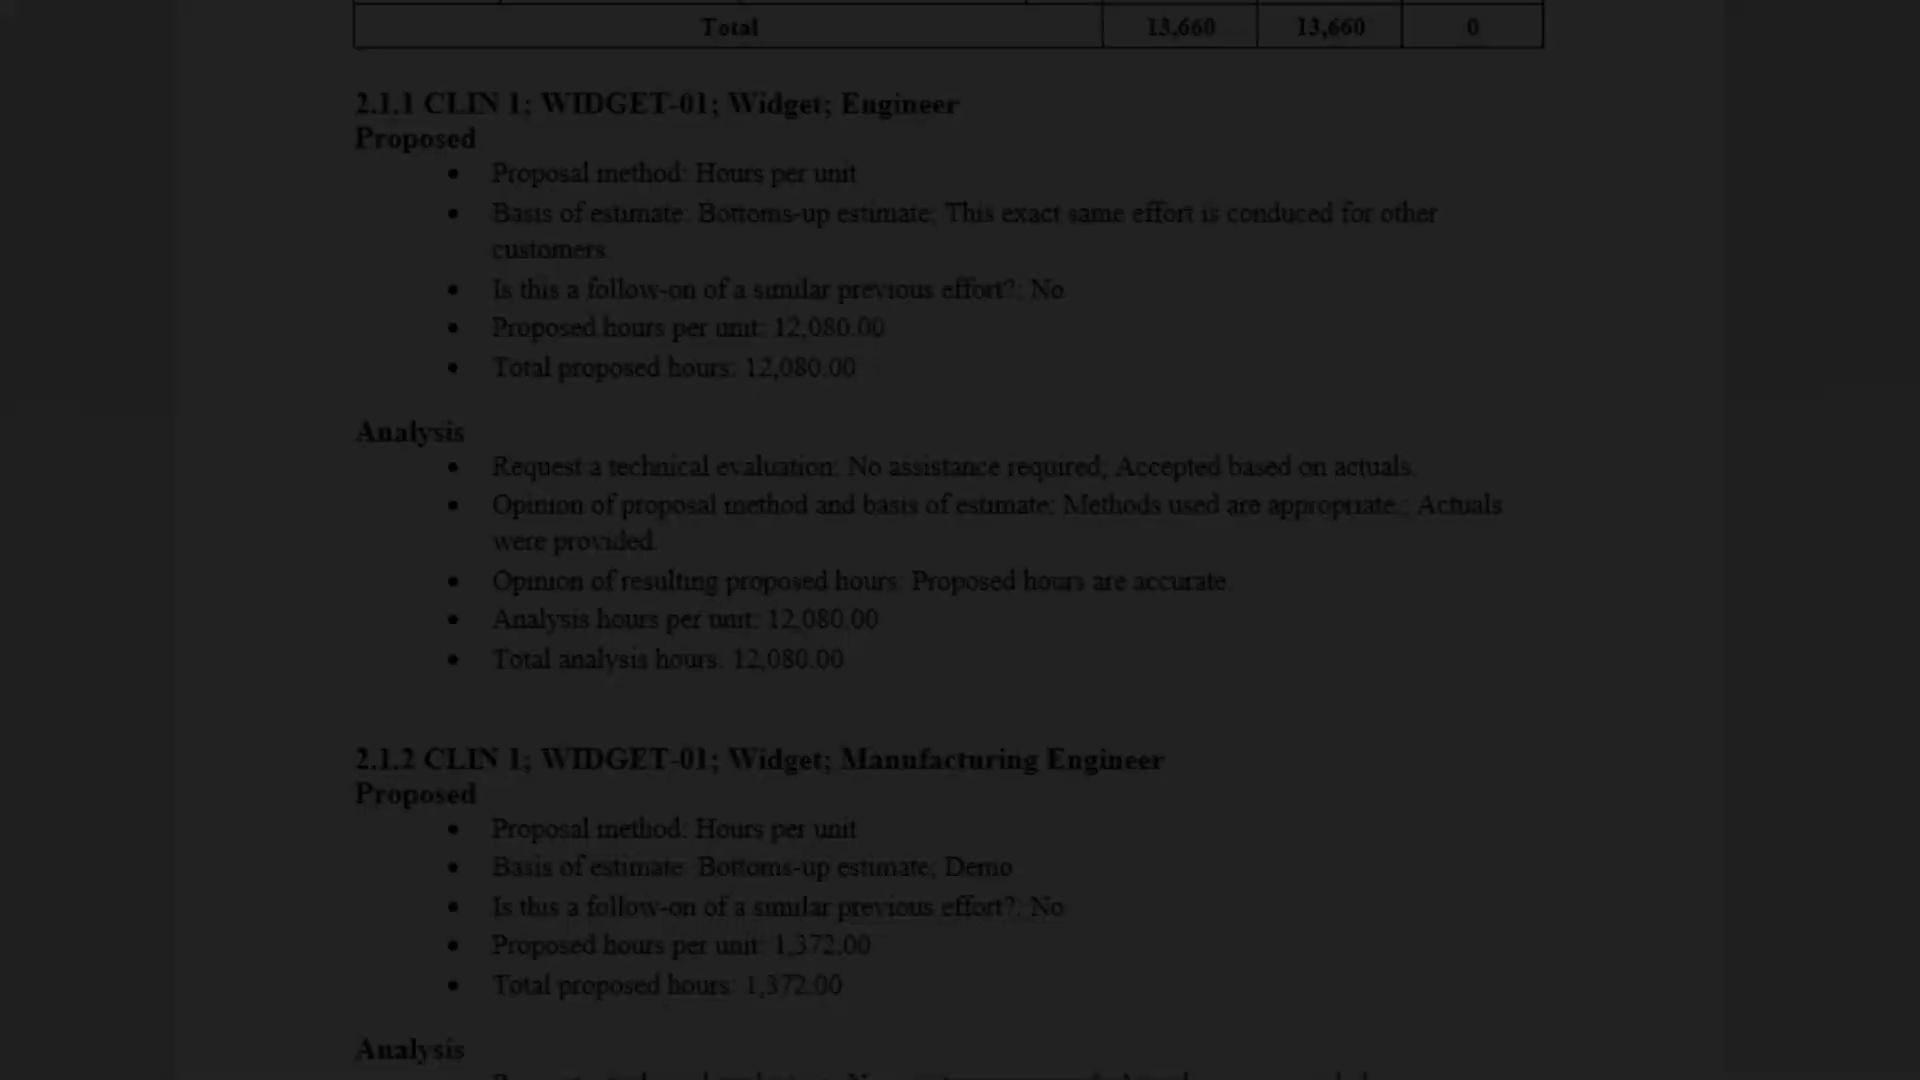 Total 13,660 13,660 0
2.1.1 CLIN 1; WIDGET-01; Widget; Engineer
Proposed
• Proposal method: Hours per unit
• Basis of estimate: Bottoms-up estimate; This exact same effort is conduced for other
customers.
• Is this a follow-on of a similar previous effort?: No
• Proposed hours per unit: 12,080.00
• Total proposed hours: 12,080.00
Analysis
• Request a technical evaluation: No assistance required; Accepted based on actuals.
• Opinion of proposal method and basis of estimate: Methods used are appropriate.; Actuals
were provided.
• Opinion of resulting proposed hours: Proposed hours are accurate.
• Analysis hours per unit: 12,080.00
• Total analysis hours: 12,080.00
2.1.2 CLIN 1; WIDGET-01; Widget; Manufacturing Engineer
Proposed
• Proposal method: Hours per unit
• Basis of estimate: Bottoms-up estimate; Demo
• Is this a follow-on of a similar previous effort?: No
• Proposed hours per unit: 1,372.00
• Total proposed hours: 1,372.00
Analysis